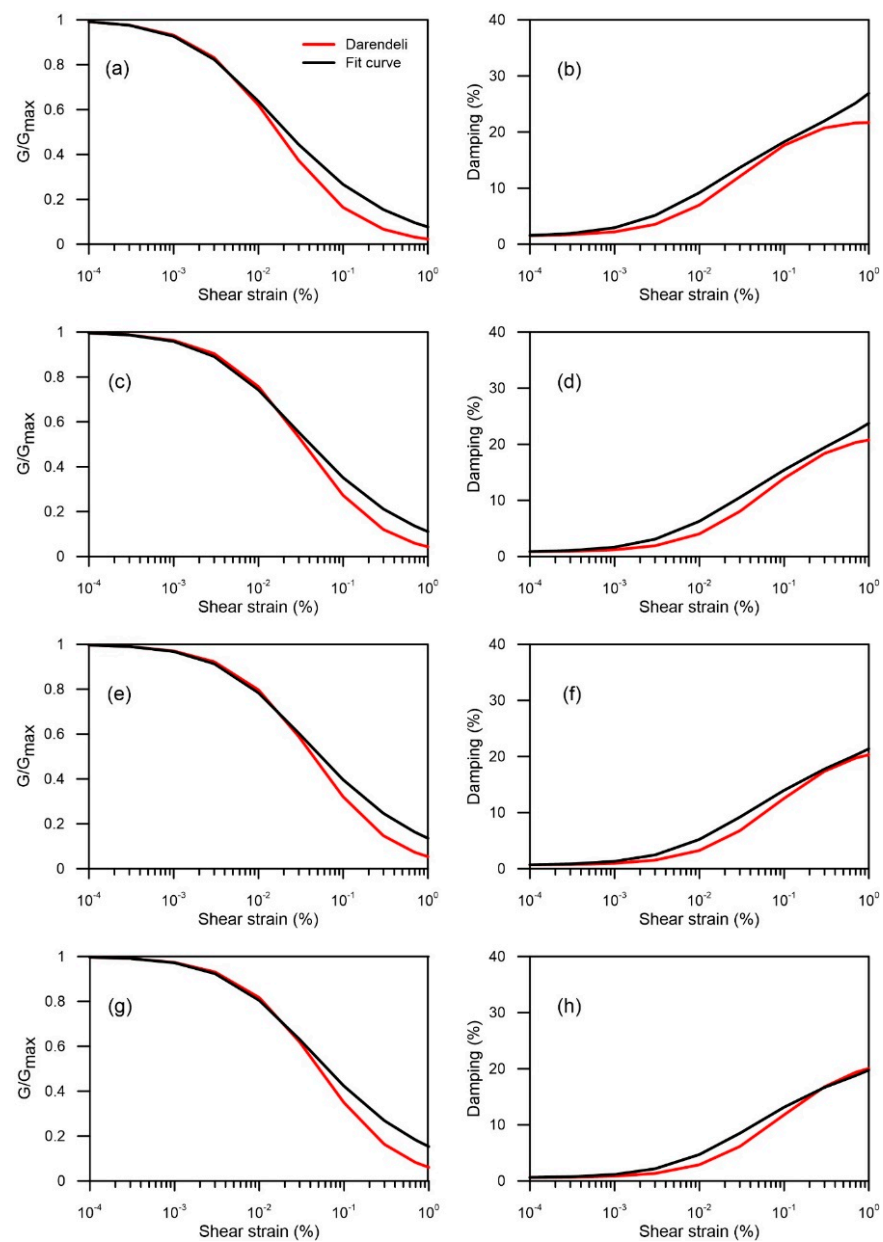 1
0.8
0.6
0.4
0.2
0
G/Gmax
(a)
Darendeli
Fit curve
10-4 10-3 10-2 10-1 100
Shear strain (%)
40
30
20
10
0
Damping (%)
(b)
10-4 10-3 10-2 10-1 100
Shear strain (%)
1
0.8
0.6
0.4
0.2
0
G/Gmax
(c)
10-4 10-3 10-2 10-1 100
Shear strain (%)
40
30
20
10
0
Damping (%)
(d)
10-4 10-3 10-2 10-1 100
Shear strain (%)
1
0.8
0.6
0.4
0.2
0
G/Gmax
(e)
10-4 10-3 10-2 10-1 100
Shear strain (%)
40
30
20
10
0
Damping (%)
(f)
10-4 10-3 10-2 10-1 100
Shear strain (%)
1
0.8
0.6
0.4
0.2
0
G/Gmax
(g)
10-4 10-3 10-2 10-1 100
Shear strain (%)
40
30
20
10
0
Damping (%)
(h)
10-4 10-3 10-2 10-1 100
Shear strain (%)